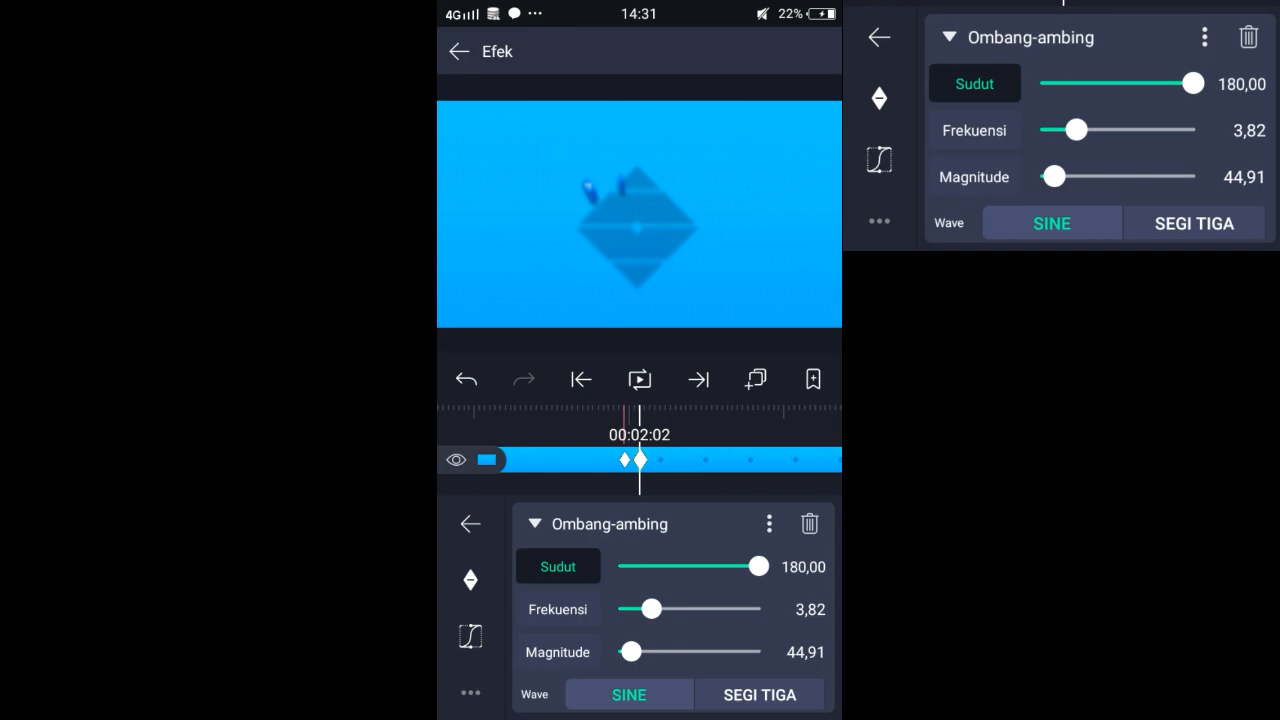 4G 14:31 22%
Efek
00:02:02
Ombang-ambing
Sudut 180,00
Frekuensi 3,82
Magnitude 44,91
Wave SINE SEGI TIGA
Ombang-ambing
Sudut 180,00
Frekuensi 3,82
Magnitude 44,91
Wave SINE SEGI TIGA